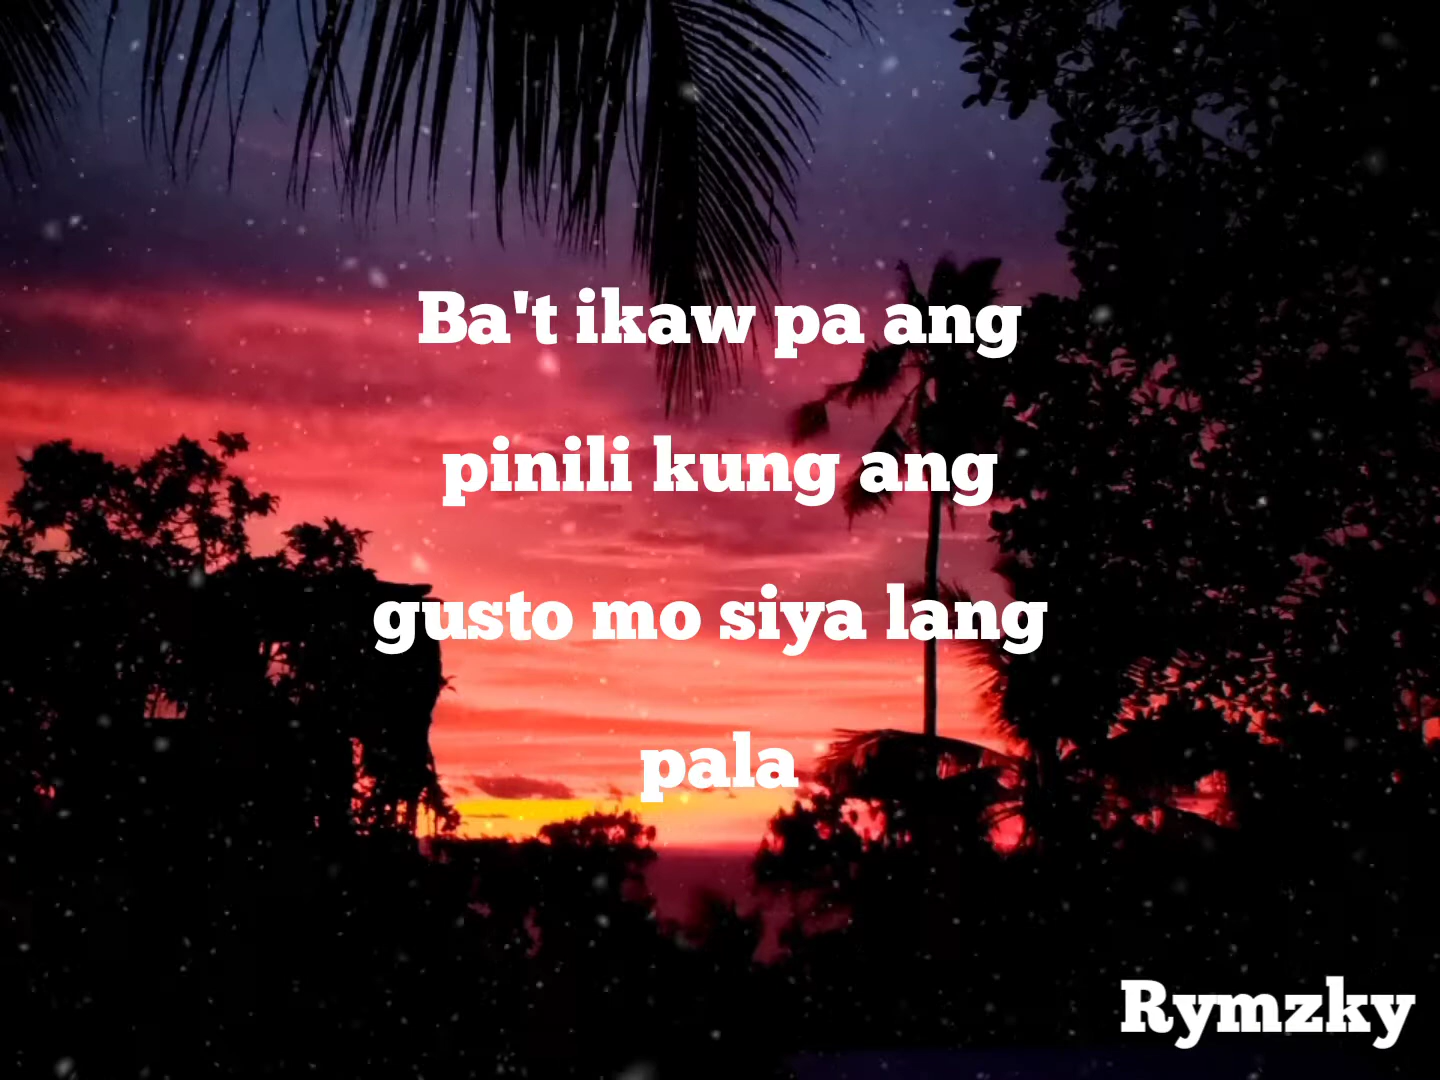 Ba't ikaw pa ang
pinili kung ang
gusto mo siya lang
pala
Rymzky